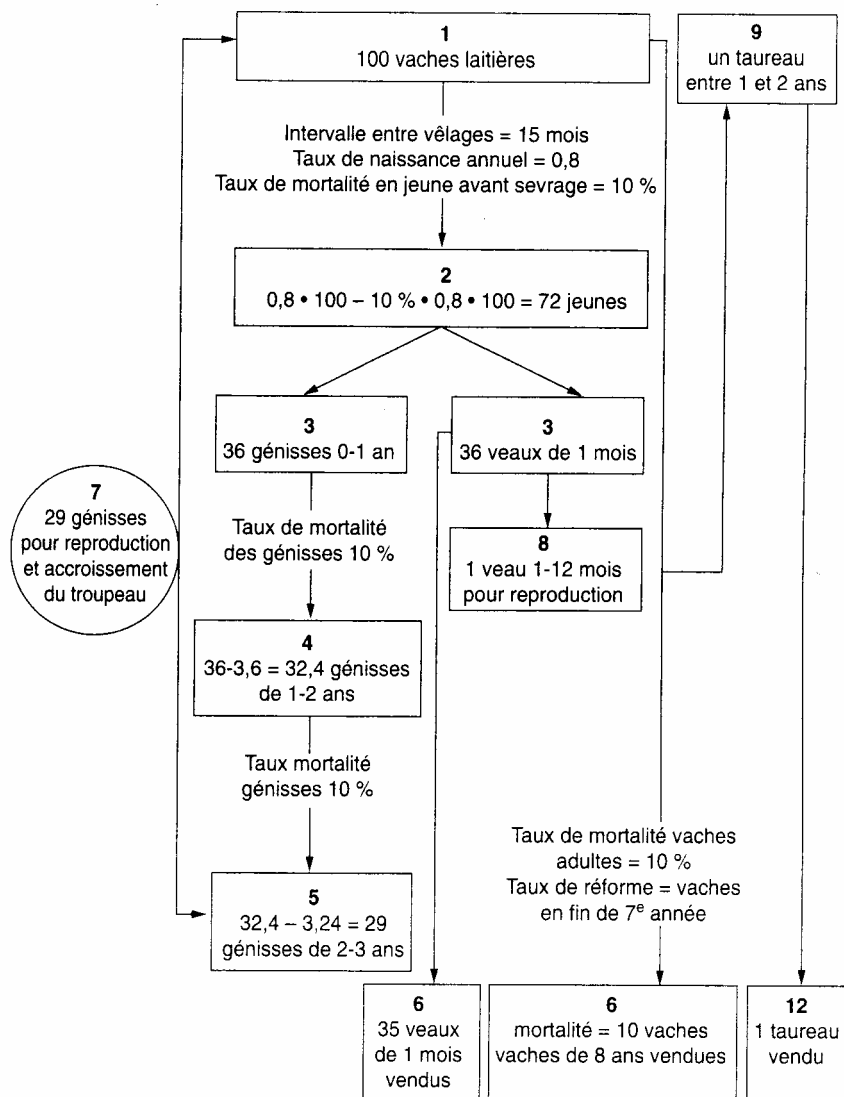 1
100 vaches laitières
9
un taureau
entre 1 et 2 ans
Intervalle entre vêlages = 15 mois
Taux de naissance annuel = 0,8
Taux de mortalité en jeune avant sevrage = 10 %
2
0,8 • 100 – 10 % • 0,8 • 100 = 72 jeunes
3
36 génisses 0-1 an
3
36 veaux de 1 mois
7
29 génisses
pour reproduction
et accroissement
du troupeau
Taux de mortalité
des génisses 10 %
8
1 veau 1-12 mois
pour reproduction
4
36-3,6 = 32,4 génisses
de 1-2 ans
Taux mortalité
génisses 10 %
Taux de mortalité vaches
adultes = 10 %
Taux de réforme = vaches
en fin de 7e année
5
32,4 – 3,24 = 29
génisses de 2-3 ans
6
35 veaux
de 1 mois
vendus
6
mortalité = 10 vaches
vaches de 8 ans vendues
12
1 taureau
vendu